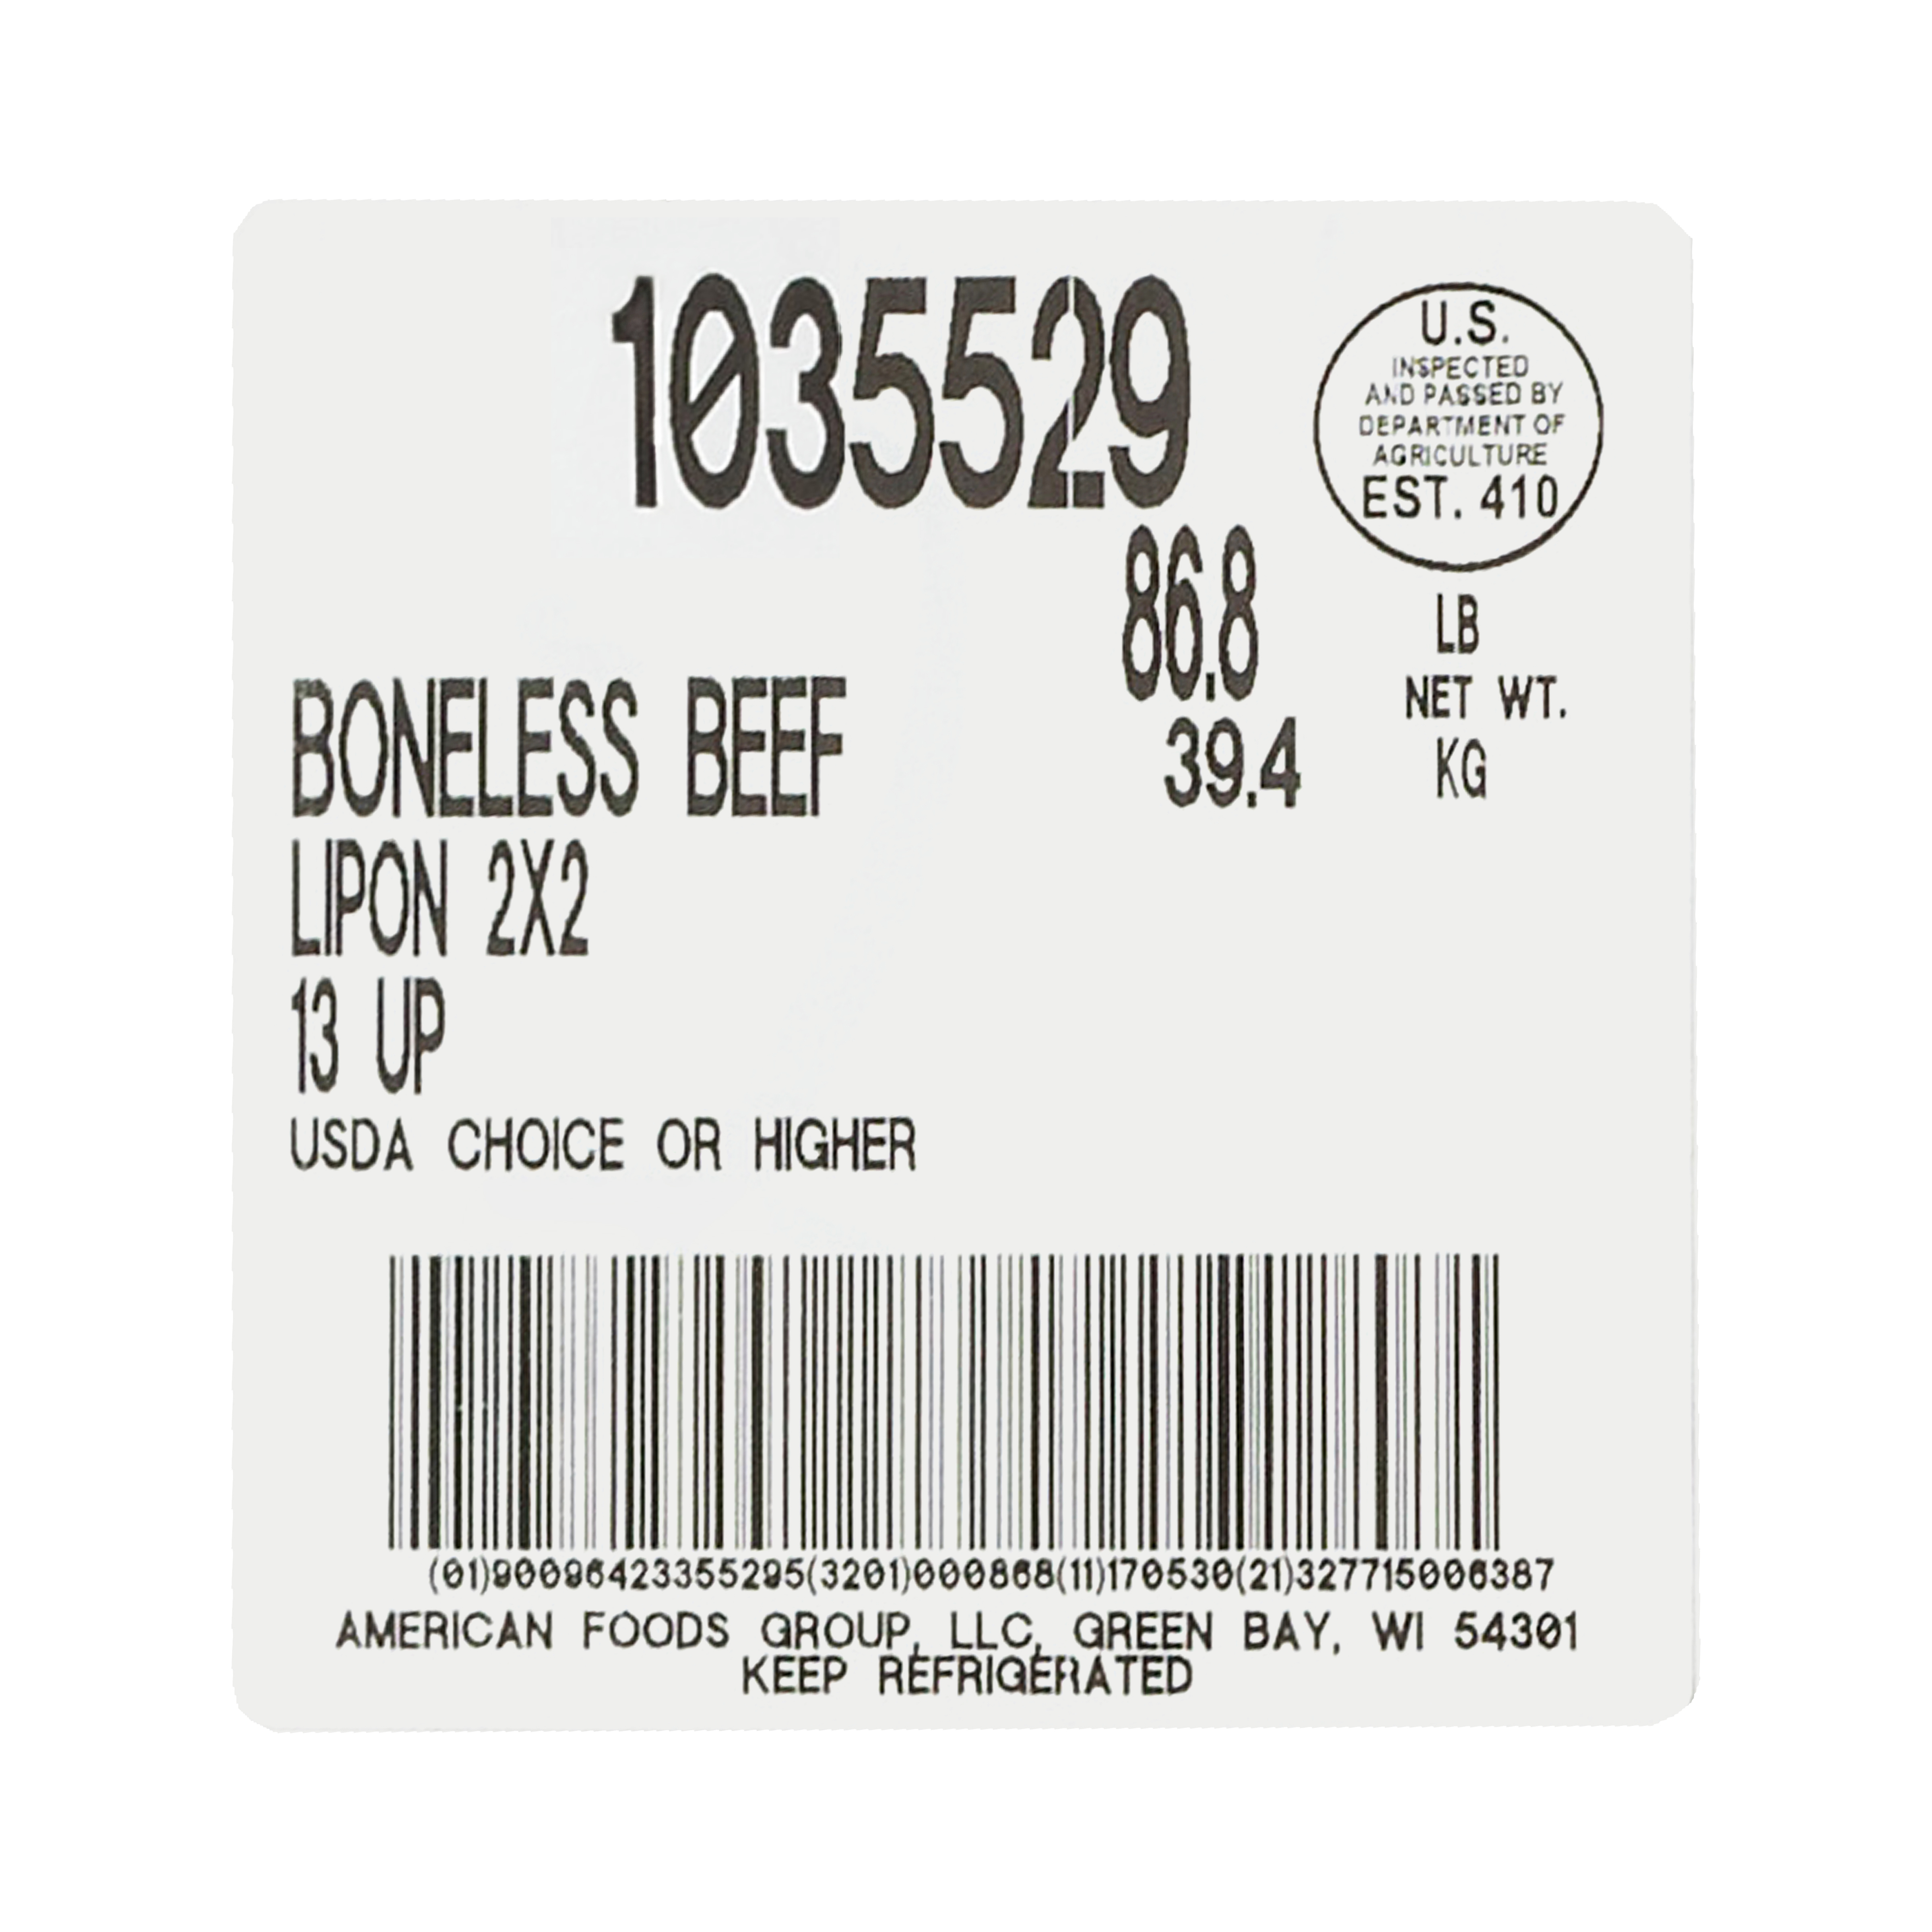 1035529
U.S.
INSPECTED
AND PASSED BY
DEPARTMENT OF
AGRICULTURE
EST. 410
86.8 LB
NET WT.
39.4 KG
BONELESS BEEF
LIPON 2X2
13 UP
USDA CHOICE OR HIGHER
(01)90096423355295(3201)000868(11)170530(21)327715006387
AMERICAN FOODS GROUP, LLC, GREEN BAY, WI 54301
KEEP REFRIGERATED